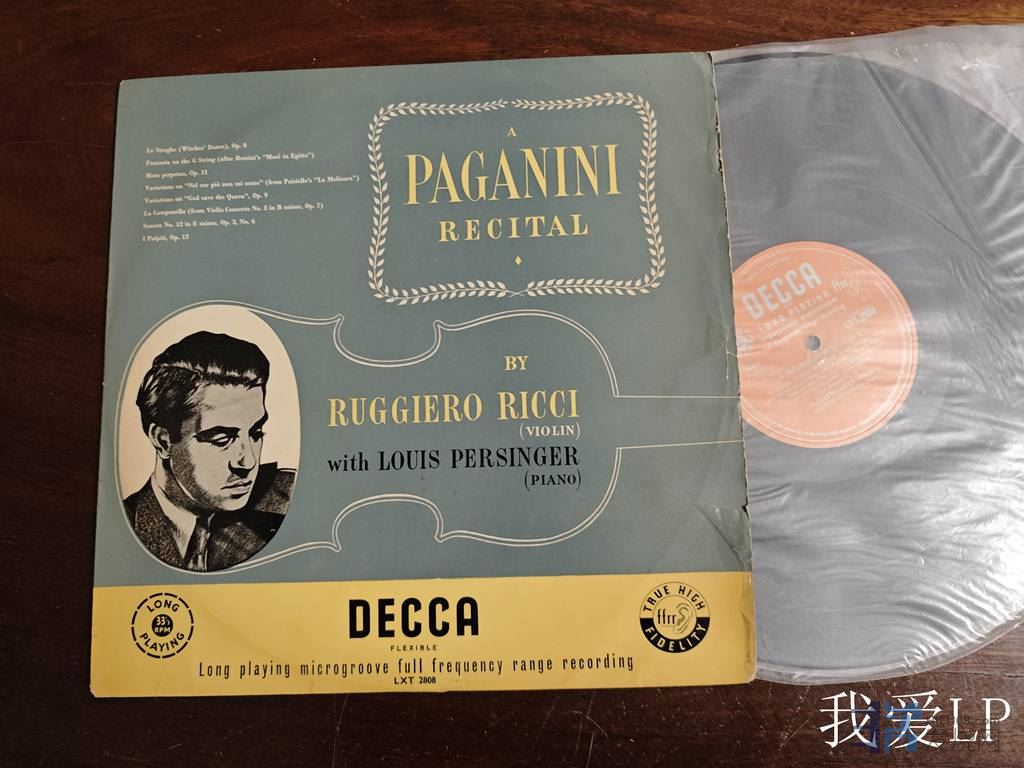 Le Streghe (Witches' Dance), Op. 8
Fantasia on the G String (after Rossini's "Mosè in Egitto")
Moto perpetuo, Op. 11
Variations on "Nel cor più non mi sento" (from Paisiello's "La Molinara")
Variations on "God save the Queen", Op. 9
La Campanella (from Violin Concerto No. 2 in B minor, Op. 7)
Sonata No. 12 in E minor, Op. 3, No. 6
I Palpiti, Op. 13
A
PAGANINI
RECITAL
BY
RUGGIERO RICCI
(VIOLIN)
with LOUIS PERSINGER
(PIANO)
LONG
33⅓
RPM
PLAYING
DECCA
FLEXIBLE
Long playing microgroove full frequency range recording
LXT 2808
TRUE HIGH
ffrr
FIDELITY
DECCA
ffrr
LONG PLAYING
我爱LP